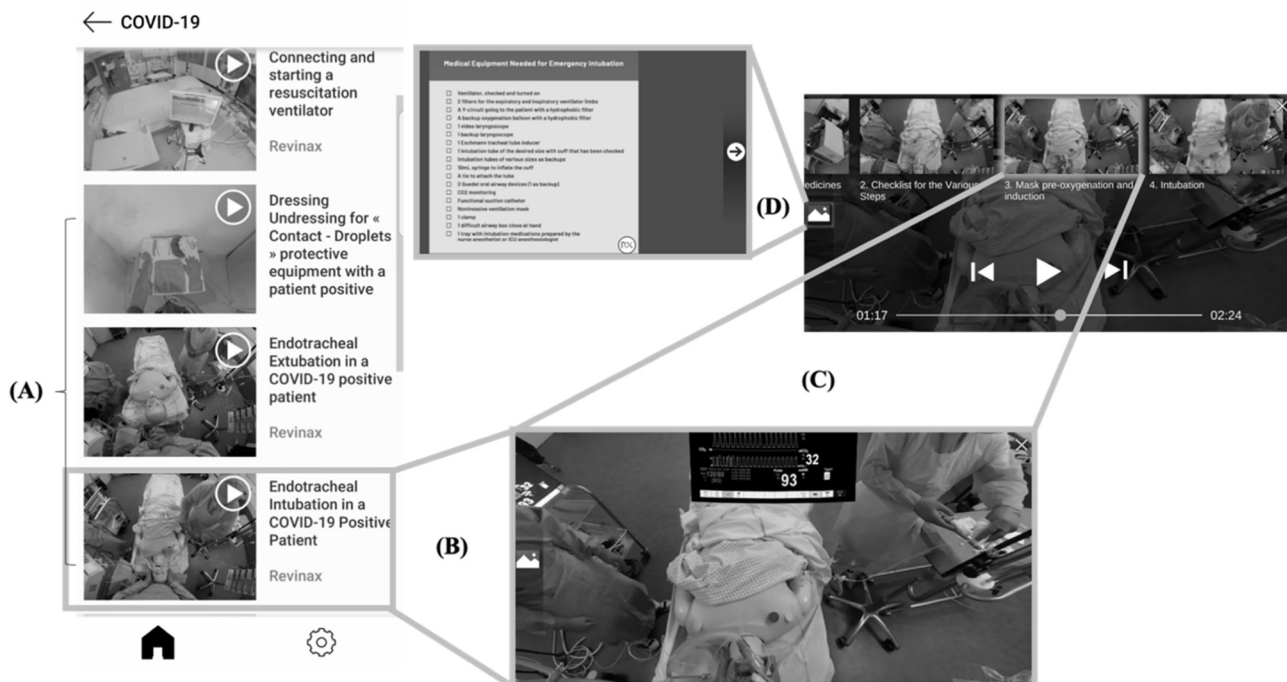 COVID-19
Connecting and
starting a
resuscitation
ventilator
Revinax
Dressing
Undressing for «
Contact - Droplets
» protective
equipment with a
patient positive
Endotracheal
Extubation in a
COVID-19 positive
patient
Revinax
Endotracheal
Intubation in a
COVID-19 Positive
Patient
Revinax
(A)
Medical Equipment Needed for Emergency Intubation
Ventilator, checked and turned on
2 filters for the expiratory and inspiratory ventilator limbs
A Y-circuit going to the patient with a hydrophobic filter
A backup oxygenation balloon with a hydrophobic filter
1 video laryngoscope
1 backup laryngoscope
1 Eschmann tracheal tube inducer
1 intubation tube of the desired size with cuff that has been checked
Intubation tubes of various sizes as backups
10mL syringe to inflate the cuff
A tie to attach the tube
2 Guedel oral airway devices (1 as backup)
CO2 monitoring
Functional suction catheter
Noninvasive ventilation mask
1 clamp
1 difficult airway box close at hand
1 tray with intubation medications prepared by the
nurse anesthetist or ICU anesthesiologist
(D)
edicines
2. Checklist for the Various
Steps
3. Mask pre-oxygenation and
induction
4. Intubation
01:17
02:24
(C)
(B)
32
93
120/80
(93)